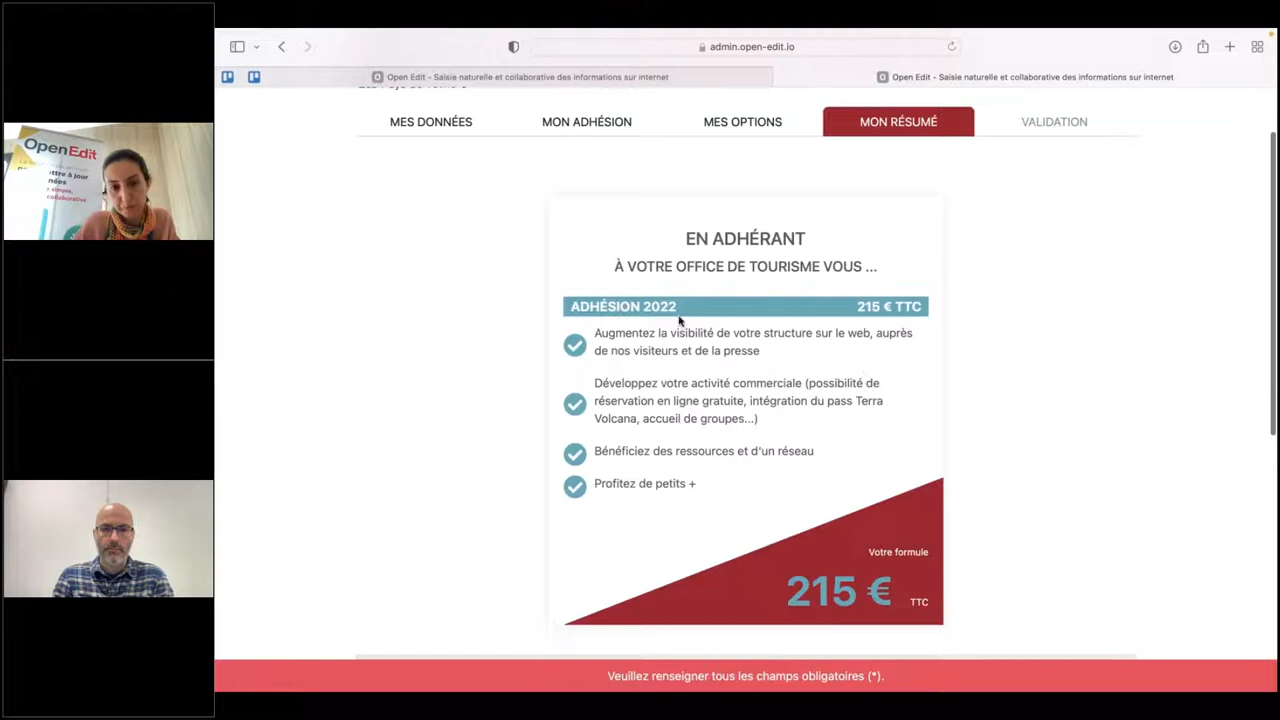 admin.open-edit.io
Open Edit - Saisie naturelle et collaborative des informations sur internet
Open Edit - Saisie naturelle et collaborative des informations sur internet
MES DONNÉES
MON ADHÉSION
MES OPTIONS
MON RÉSUMÉ
VALIDATION
EN ADHÉRANT
À VOTRE OFFICE DE TOURISME VOUS ...
ADHÉSION 2022 215 € TTC
Augmentez la visibilité de votre structure sur le web, auprès
de nos visiteurs et de la presse
Développez votre activité commerciale (possibilité de
réservation en ligne gratuite, intégration du pass Terra
Volcana, accueil de groupes...)
Bénéficiez des ressources et d'un réseau
Profitez de petits +
Votre formule
215 € TTC
Veuillez renseigner tous les champs obligatoires (*).
OpenEdit
ttre à jour
simple,
collaborative